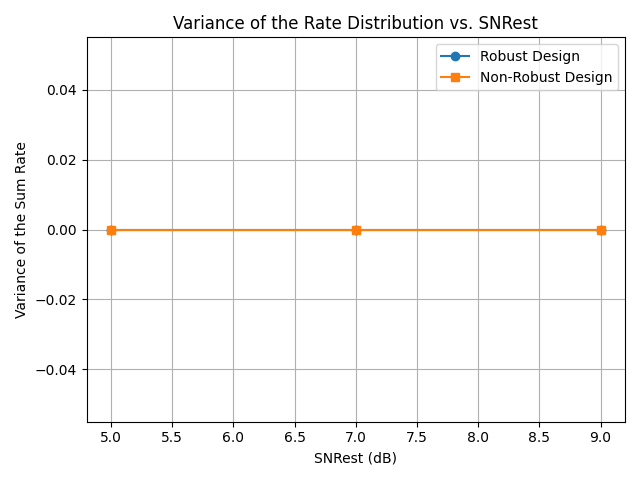 Variance of the Rate Distribution vs. SNRest
Robust Design
Non-Robust Design
Variance of the Sum Rate
0.04
0.02
0.00
−0.02
−0.04
5.0 5.5 6.0 6.5 7.0 7.5 8.0 8.5 9.0
SNRest (dB)